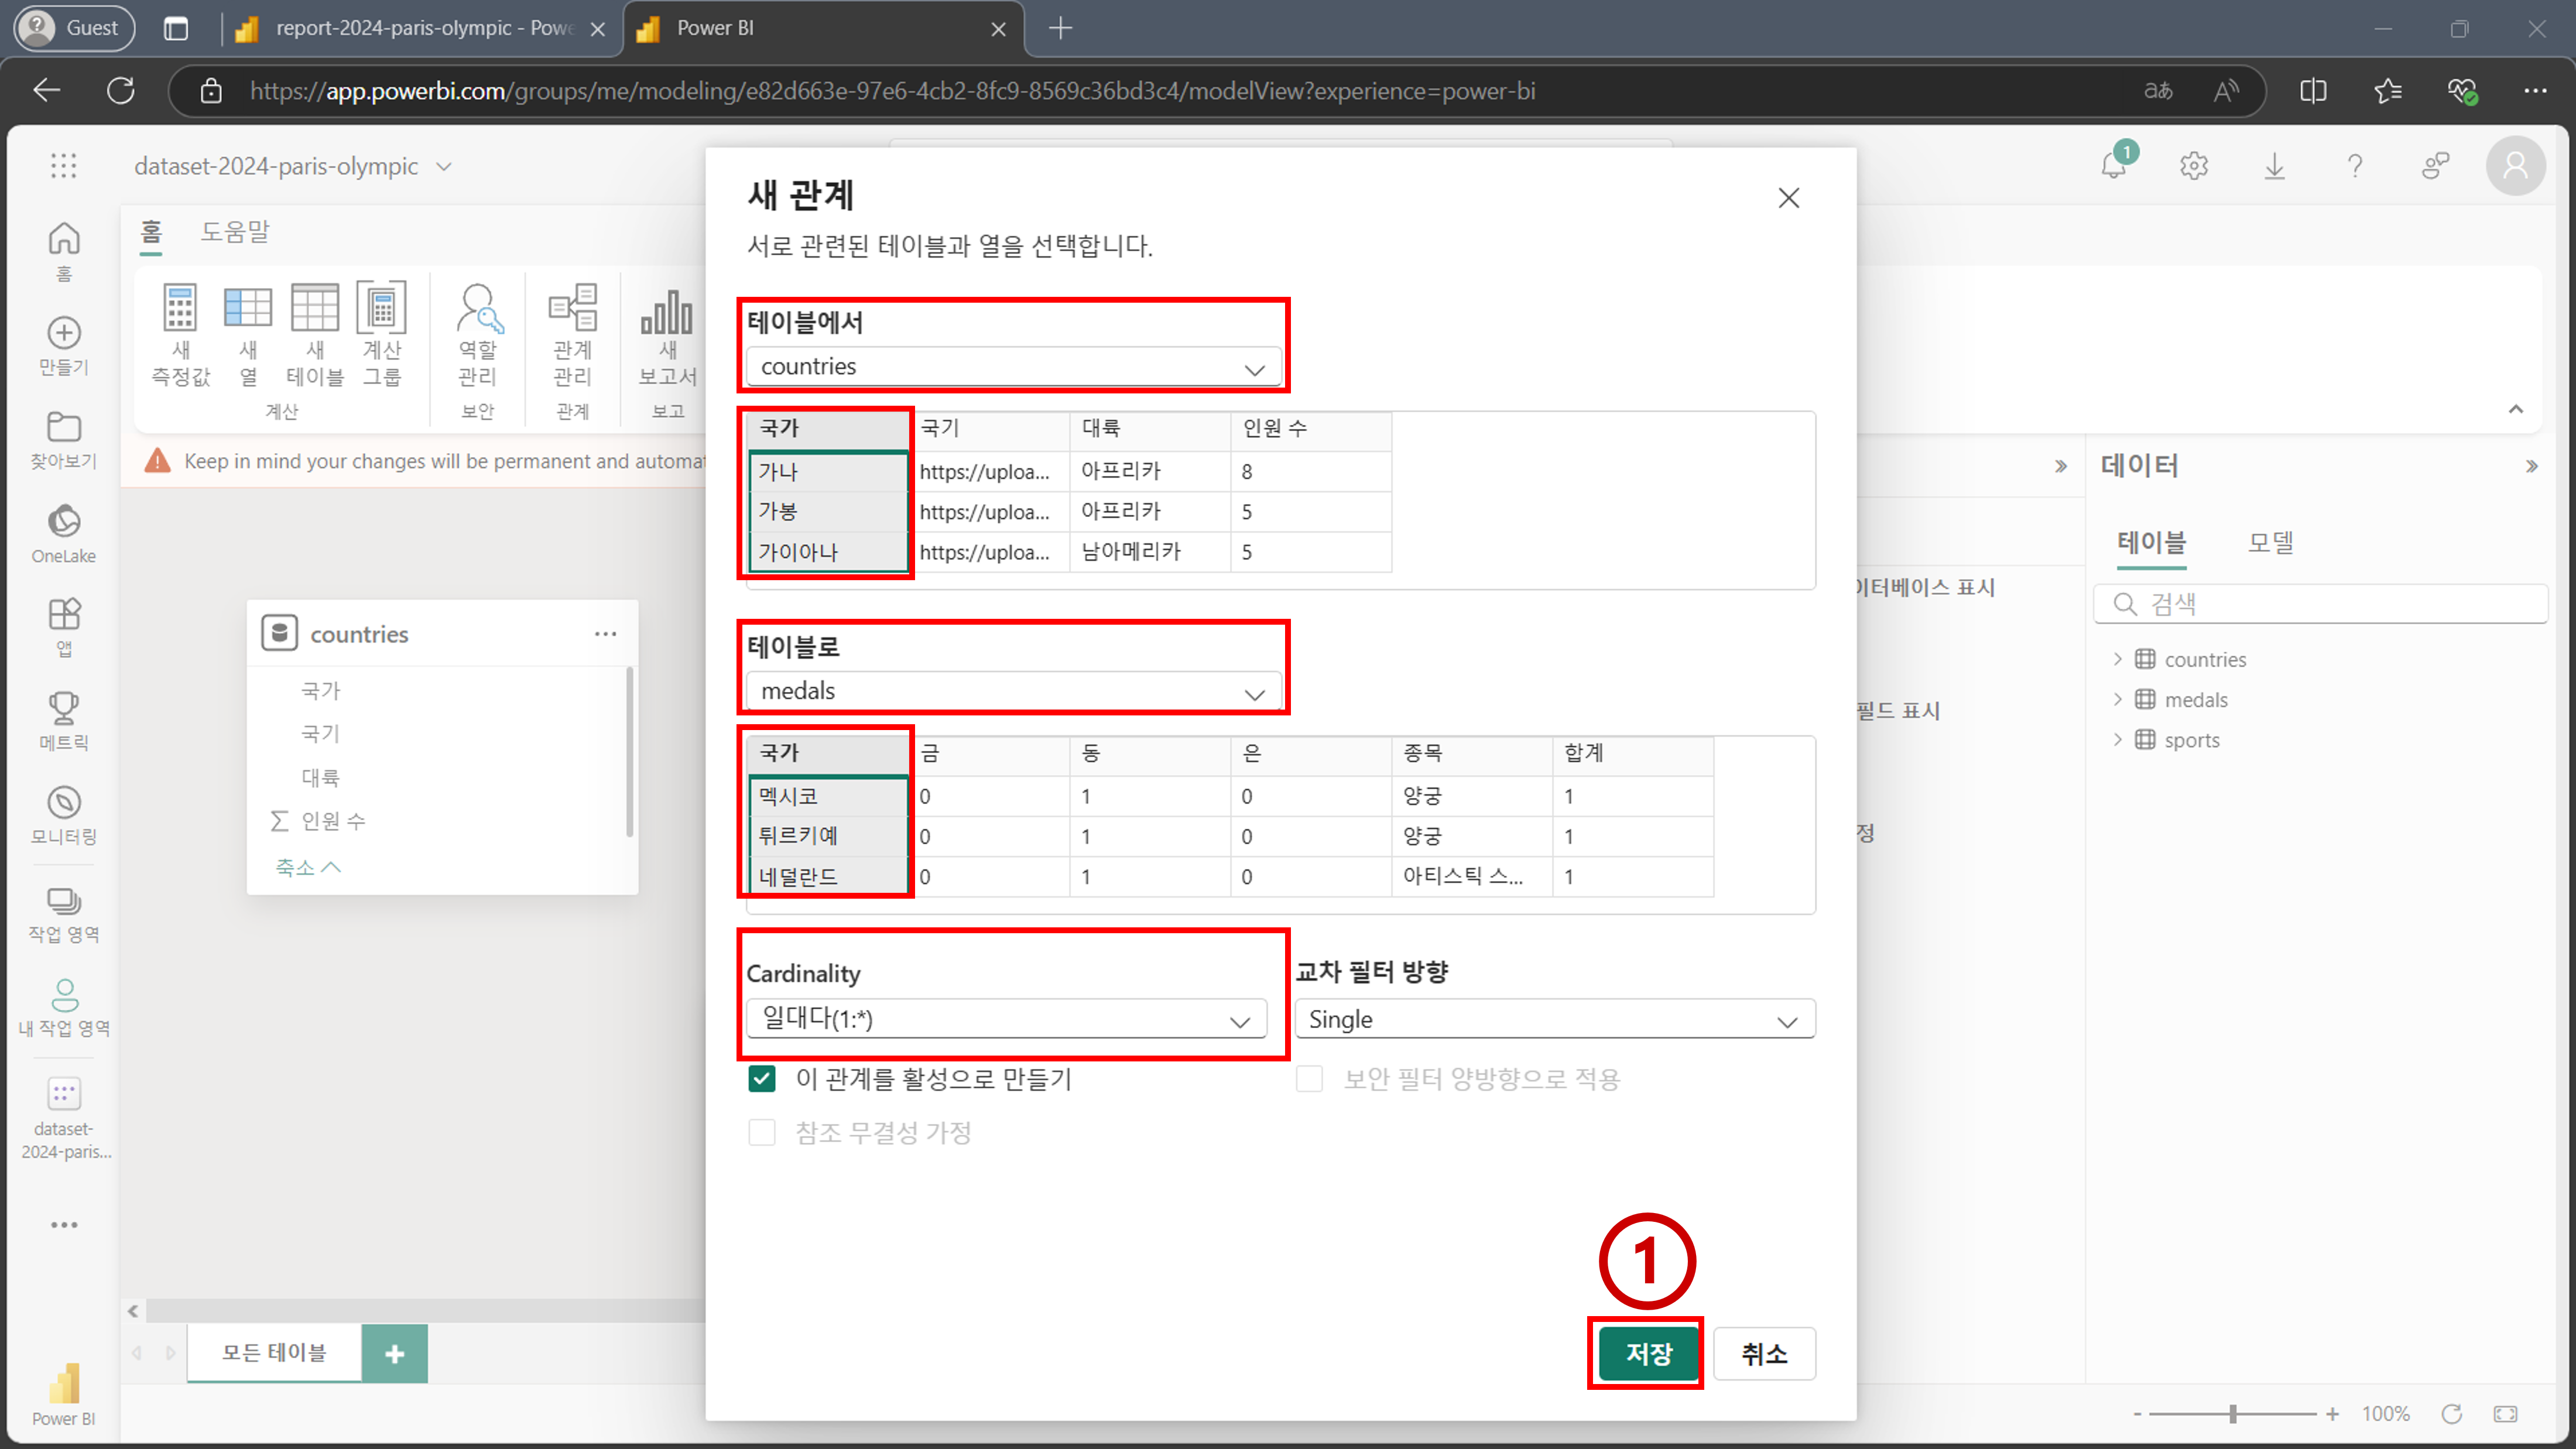 Guest
report-2024-paris-olympic - Powe
Power BI
https://app.powerbi.com/groups/me/modeling/e82d663e-97e6-4cb2-8fc9-8569c36bd3c4/modelView?experience=power-bi
dataset-2024-paris-olympic
1
홈
도움말
새 측정값
새 열
새 테이블
계산 그룹
역할 관리
관계 관리
새 보고서
계산
보안
관계
보고
Keep in mind your changes will be permanent and automat
홈
만들기
찾아보기
OneLake
앱
메트릭
모니터링
작업 영역
내 작업 영역
dataset-
2024-paris...
Power BI
countries
국가
국기
대륙
인원 수
축소
모든 테이블
새 관계
서로 관련된 테이블과 열을 선택합니다.
테이블에서
countries
국가 국기 대륙 인원 수
가나 https://uploa... 아프리카 8
가봉 https://uploa... 아프리카 5
가이아나 https://uploa... 남아메리카 5
테이블로
medals
국가 금 동 은 종목 합계
멕시코 0 1 0 양궁 1
튀르키예 0 1 0 양궁 1
네덜란드 0 1 0 아티스틱 스... 1
Cardinality
일대다(1:*)
교차 필터 방향
Single
이 관계를 활성으로 만들기
보안 필터 양방향으로 적용
참조 무결성 가정
1
저장
취소
이터베이스 표시
필드 표시
정
데이터
테이블
모델
검색
countries
medals
sports
- + 100%